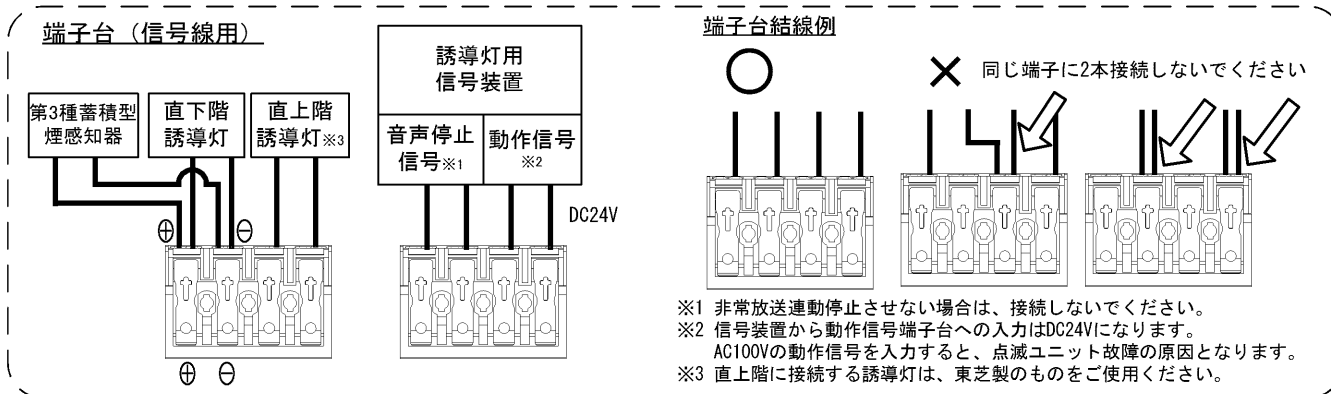 端子台（信号線用）
第3種蓄積型
煙感知器
直下階
誘導灯
直上階
誘導灯※3
⊕
⊖
⊕ ⊖
誘導灯用
信号装置
音声停止
信号※1
動作信号
※2
DC24V
端子台結線例
○
× 同じ端子に2本接続しないでください
※1 非常放送連動停止させない場合は、接続しないでください。
※2 信号装置から動作信号端子台への入力はDC24Vになります。
AC100Vの動作信号を入力すると、点滅ユニット故障の原因となります。
※3 直上階に接続する誘導灯は、東芝製のものをご使用ください。